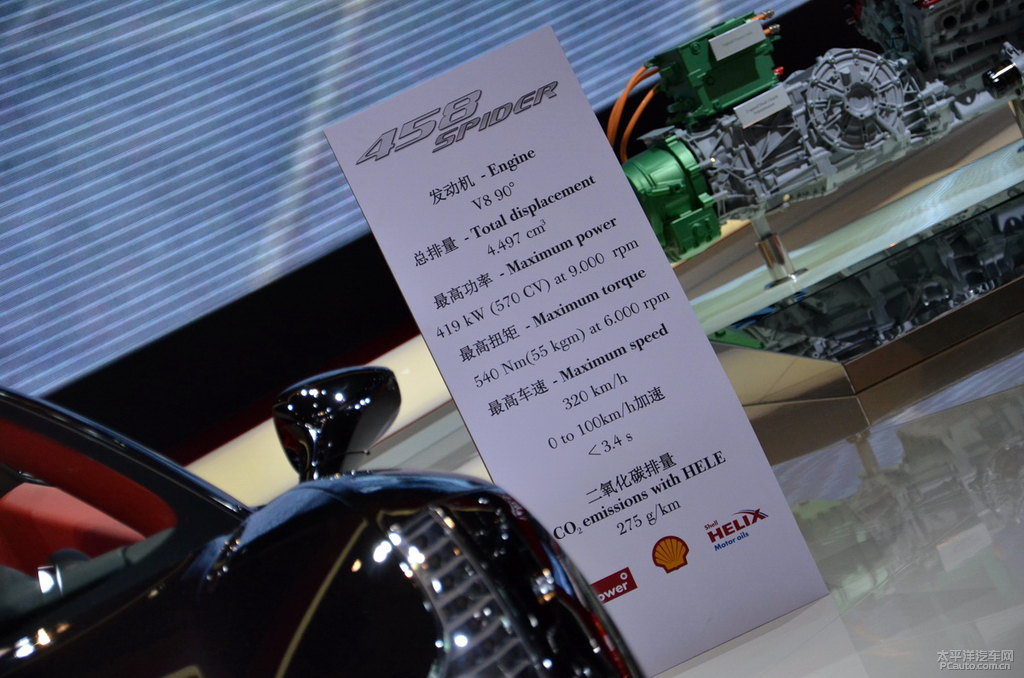 458
SPIDER
发动机 - Engine
V8 90°
总排量 - Total displacement
4.497 cm³
最高功率 - Maximum power
419 kW (570 CV) at 9.000 rpm
最高扭矩 - Maximum torque
540 Nm(55 kgm) at 6.000 rpm
最高车速 - Maximum speed
320 km/h
0 to 100km/h加速
<3,4 s
二氧化碳排量
CO₂ emissions with HELE
275 g/km
ower
Shell
HELIX
Motor oils
太平洋汽车网
PCauto.com.cn